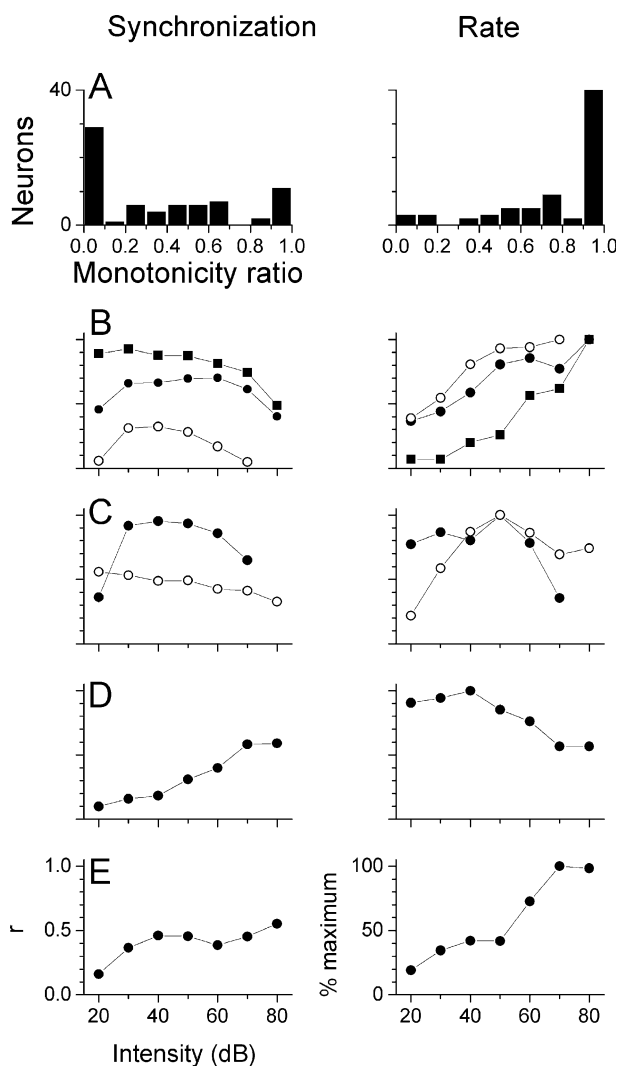 Synchronization
Rate
A
40
Neurons
0
0.0 0.2 0.4 0.6 0.8 1.0
0.0 0.2 0.4 0.6 0.8 1.0
Monotonicity ratio
B
C
D
E
1.0
0.5
0.0
r
100
50
0
% maximum
20 40 60 80
20 40 60 80
Intensity (dB)